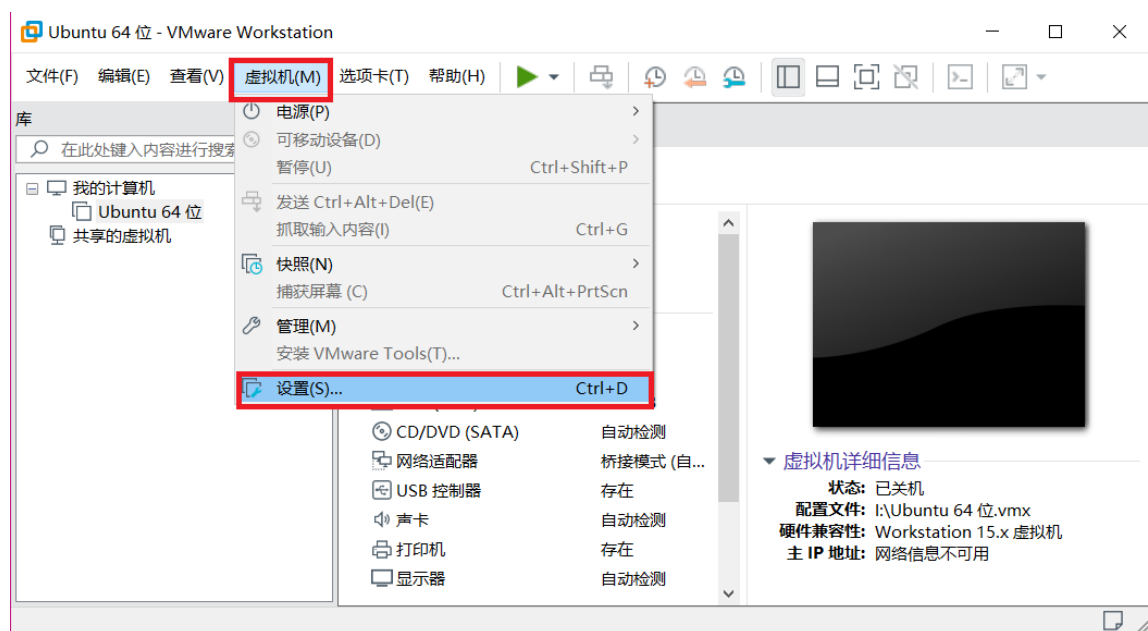 Ubuntu 64 位 - VMware Workstation
文件(F) 编辑(E) 查看(V) 虚拟机(M) 选项卡(T) 帮助(H)
库
在此处键入内容进行搜索
我的计算机
Ubuntu 64 位
共享的虚拟机
电源(P)
可移动设备(D)
暂停(U) Ctrl+Shift+P
发送 Ctrl+Alt+Del(E)
抓取输入内容(I) Ctrl+G
快照(N)
捕获屏幕 (C) Ctrl+Alt+PrtScn
管理(M)
安装 VMware Tools(T)...
设置(S)... Ctrl+D
CD/DVD (SATA) 自动检测
网络适配器 桥接模式 (自...
USB 控制器 存在
声卡 自动检测
打印机 存在
显示器 自动检测
虚拟机详细信息
状态: 已关机
配置文件: I:\Ubuntu 64 位.vmx
硬件兼容性: Workstation 15.x 虚拟机
主 IP 地址: 网络信息不可用